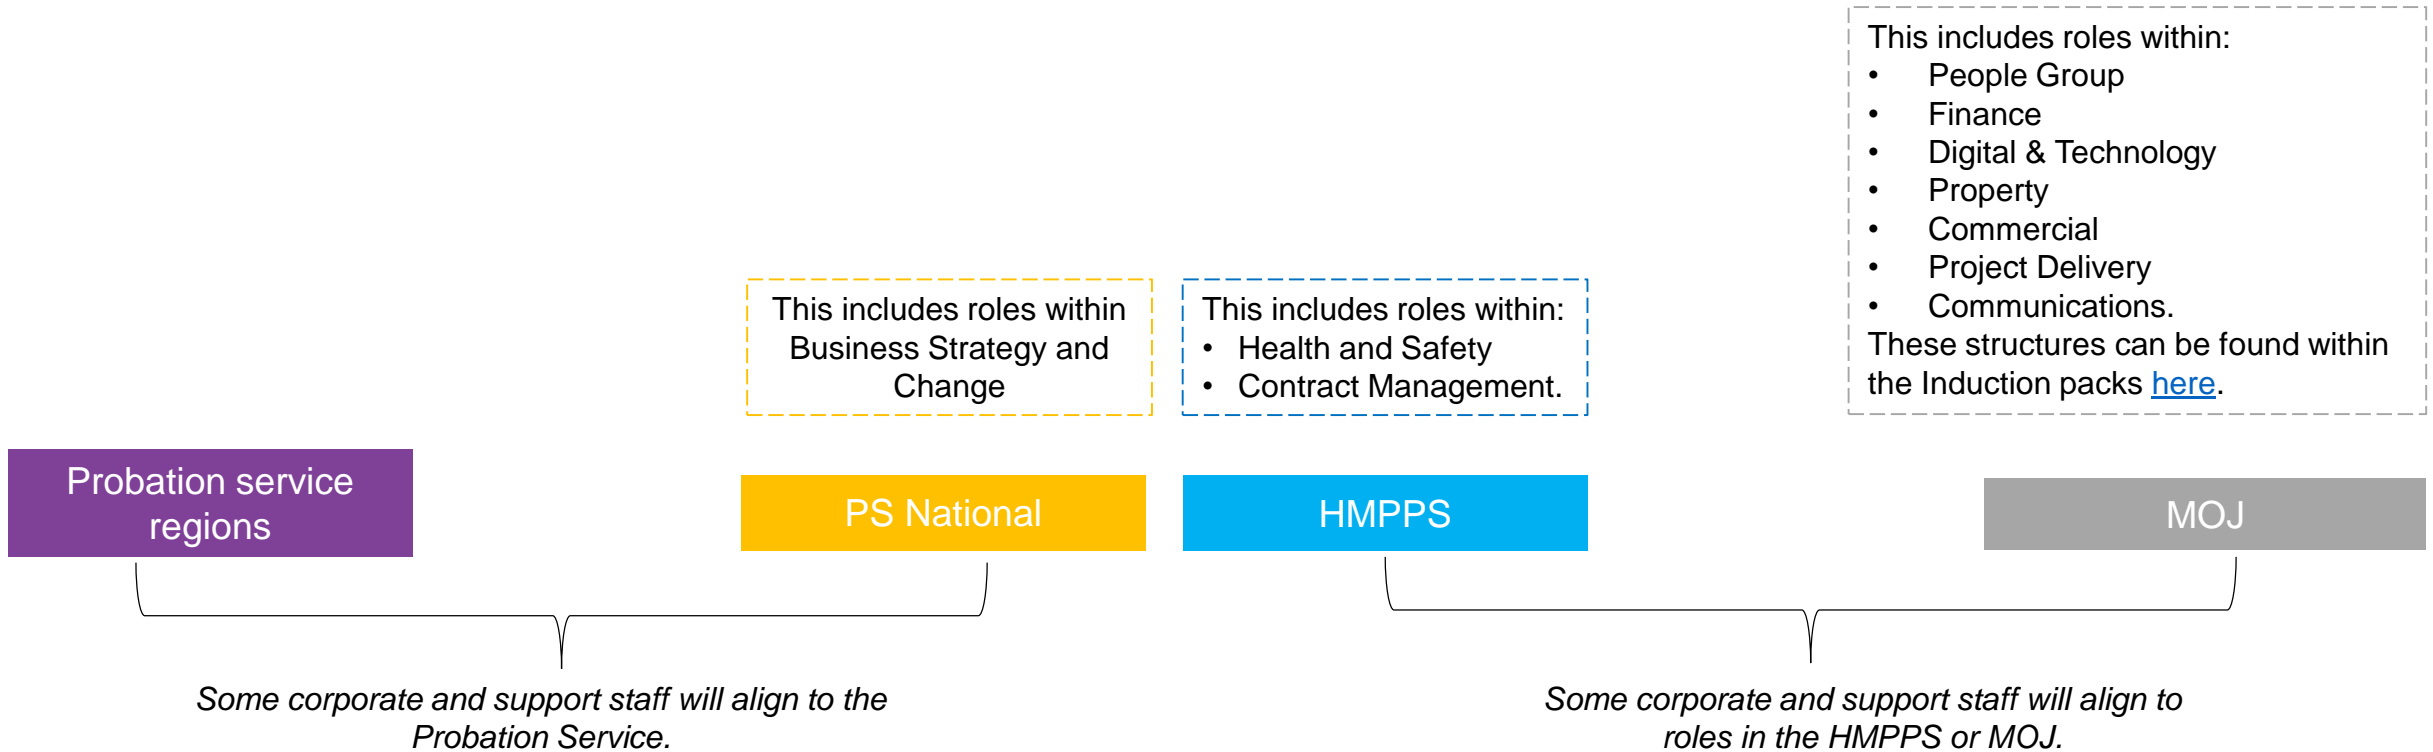 This includes roles within:
• People Group
• Finance
• Digital & Technology
• Property
• Commercial
• Project Delivery
• Communications.
These structures can be found within
the Induction packs here.
This includes roles within
Business Strategy and
Change
This includes roles within:
• Health and Safety
• Contract Management.
Probation service
regions
PS National
HMPPS
MOJ
Some corporate and support staff will align to the
Probation Service.
Some corporate and support staff will align to
roles in the HMPPS or MOJ.